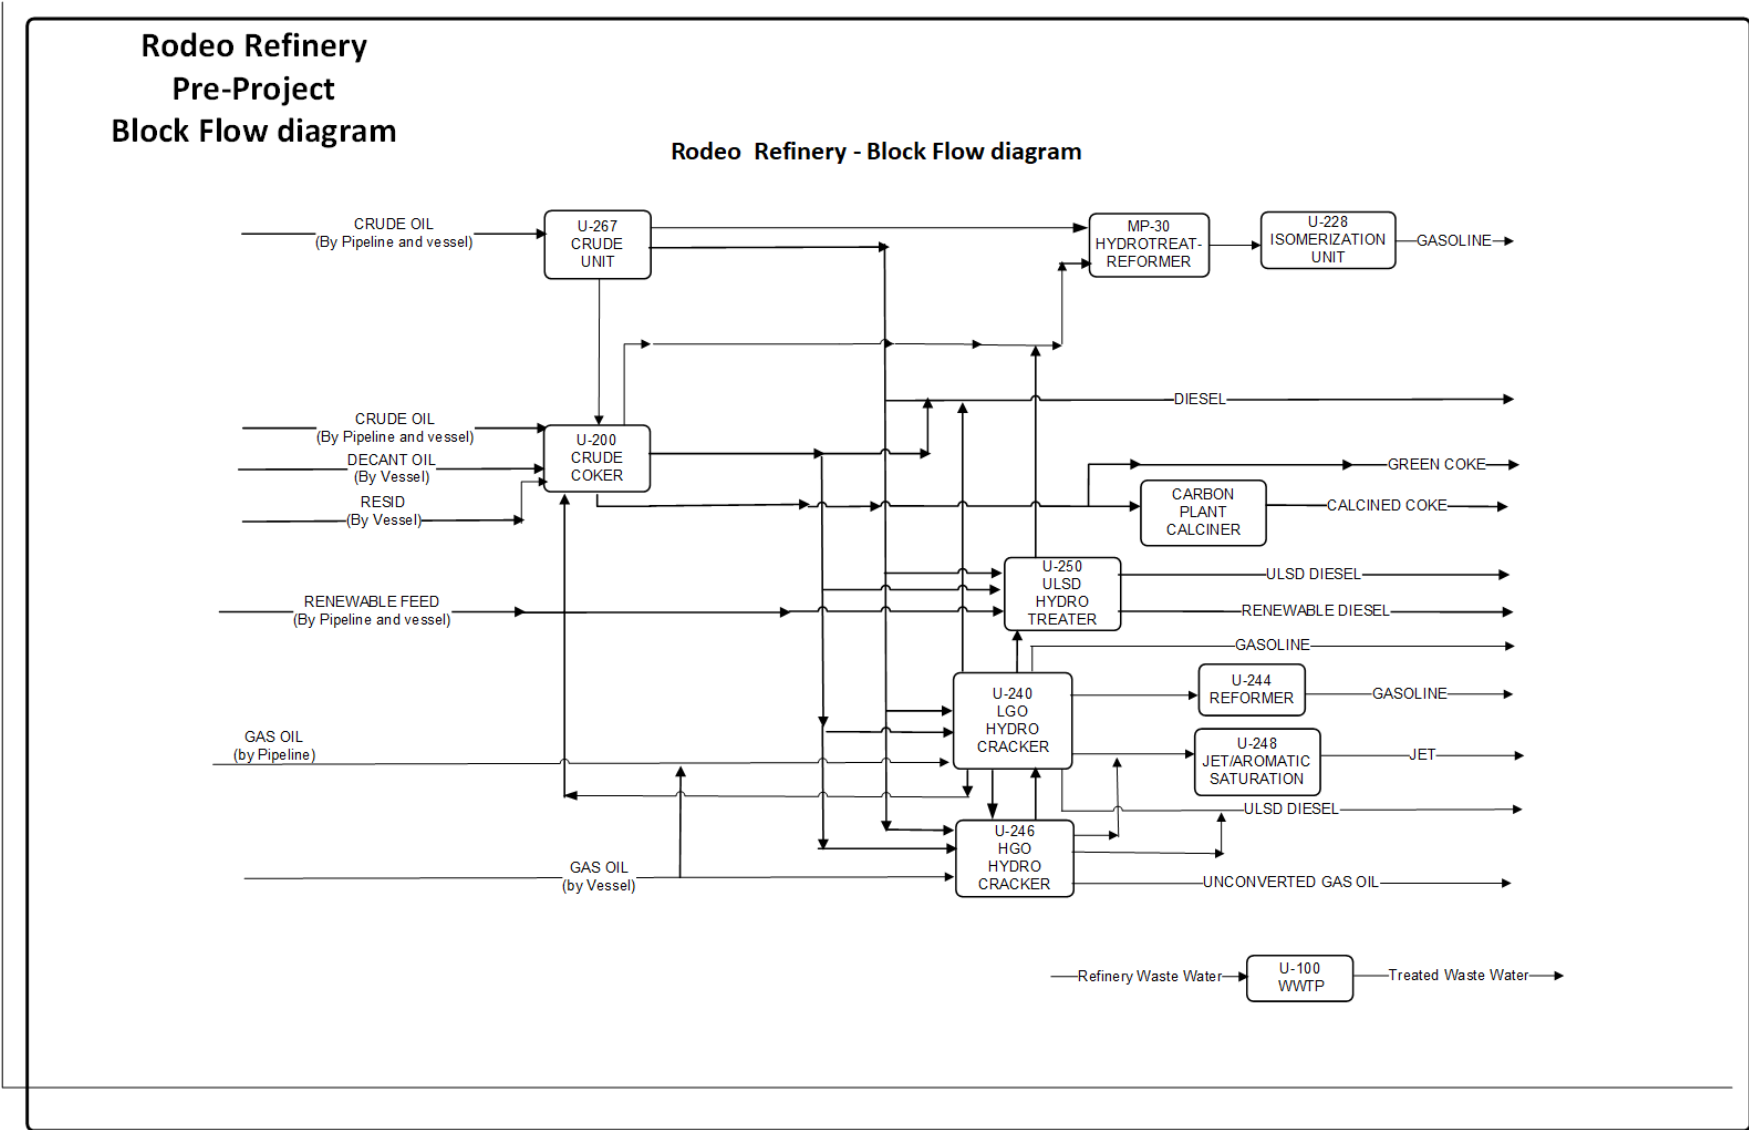 Rodeo Refinery
Pre-Project
Block Flow diagram
Rodeo Refinery - Block Flow diagram
CRUDE OIL
(By Pipeline and vessel)
U-267
CRUDE
UNIT
MP-30
HYDROTREAT-
REFORMER
U-228
ISOMERIZATION
UNIT
GASOLINE
CRUDE OIL
(By Pipeline and vessel)
DECANT OIL
(By Vessel)
RESID
(By Vessel)
U-200
CRUDE
COKER
DIESEL
GREEN COKE
CARBON
PLANT
CALCINER
CALCINED COKE
U-250
ULSD
HYDRO
TREATER
ULSD DIESEL
RENEWABLE FEED
(By Pipeline and vessel)
RENEWABLE DIESEL
GASOLINE
U-240
LGO
HYDRO
CRACKER
U-244
REFORMER
GASOLINE
GAS OIL
(by Pipeline)
U-248
JET/AROMATIC
SATURATION
JET
ULSD DIESEL
U-246
HGO
HYDRO
CRACKER
GAS OIL
(by Vessel)
UNCONVERTED GAS OIL
Refinery Waste Water
U-100
WWTP
Treated Waste Water